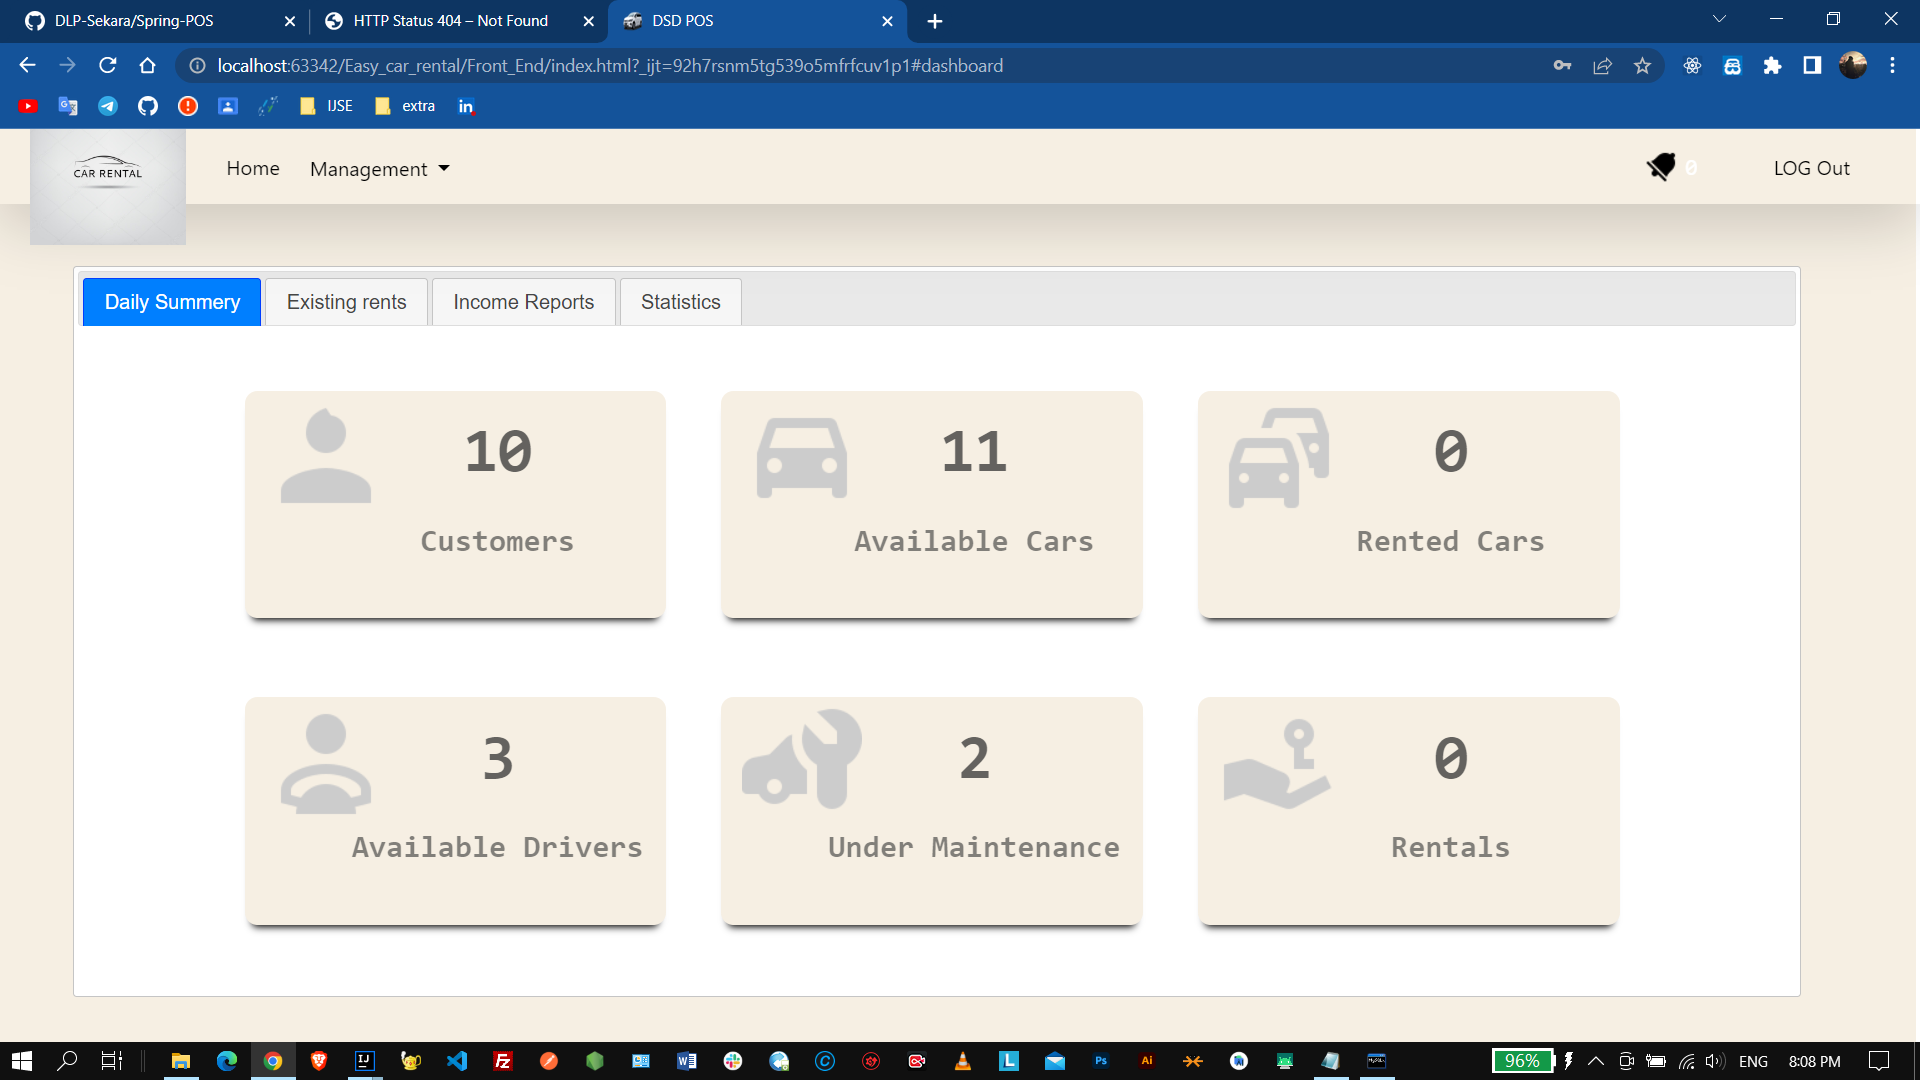 DLP-Sekara/Spring-POS
HTTP Status 404 – Not Found
DSD POS
localhost:63342/Easy_car_rental/Front_End/index.html?_ijt=92h7rsnm5tg539o5mfrfcuv1p1#dashboard
IJSE
extra
CAR RENTAL
Home
Management
0
LOG Out
Daily Summery
Existing rents
Income Reports
Statistics
10
Customers
11
Available Cars
0
Rented Cars
3
Available Drivers
2
Under Maintenance
0
Rentals
96%
ENG
8:08 PM